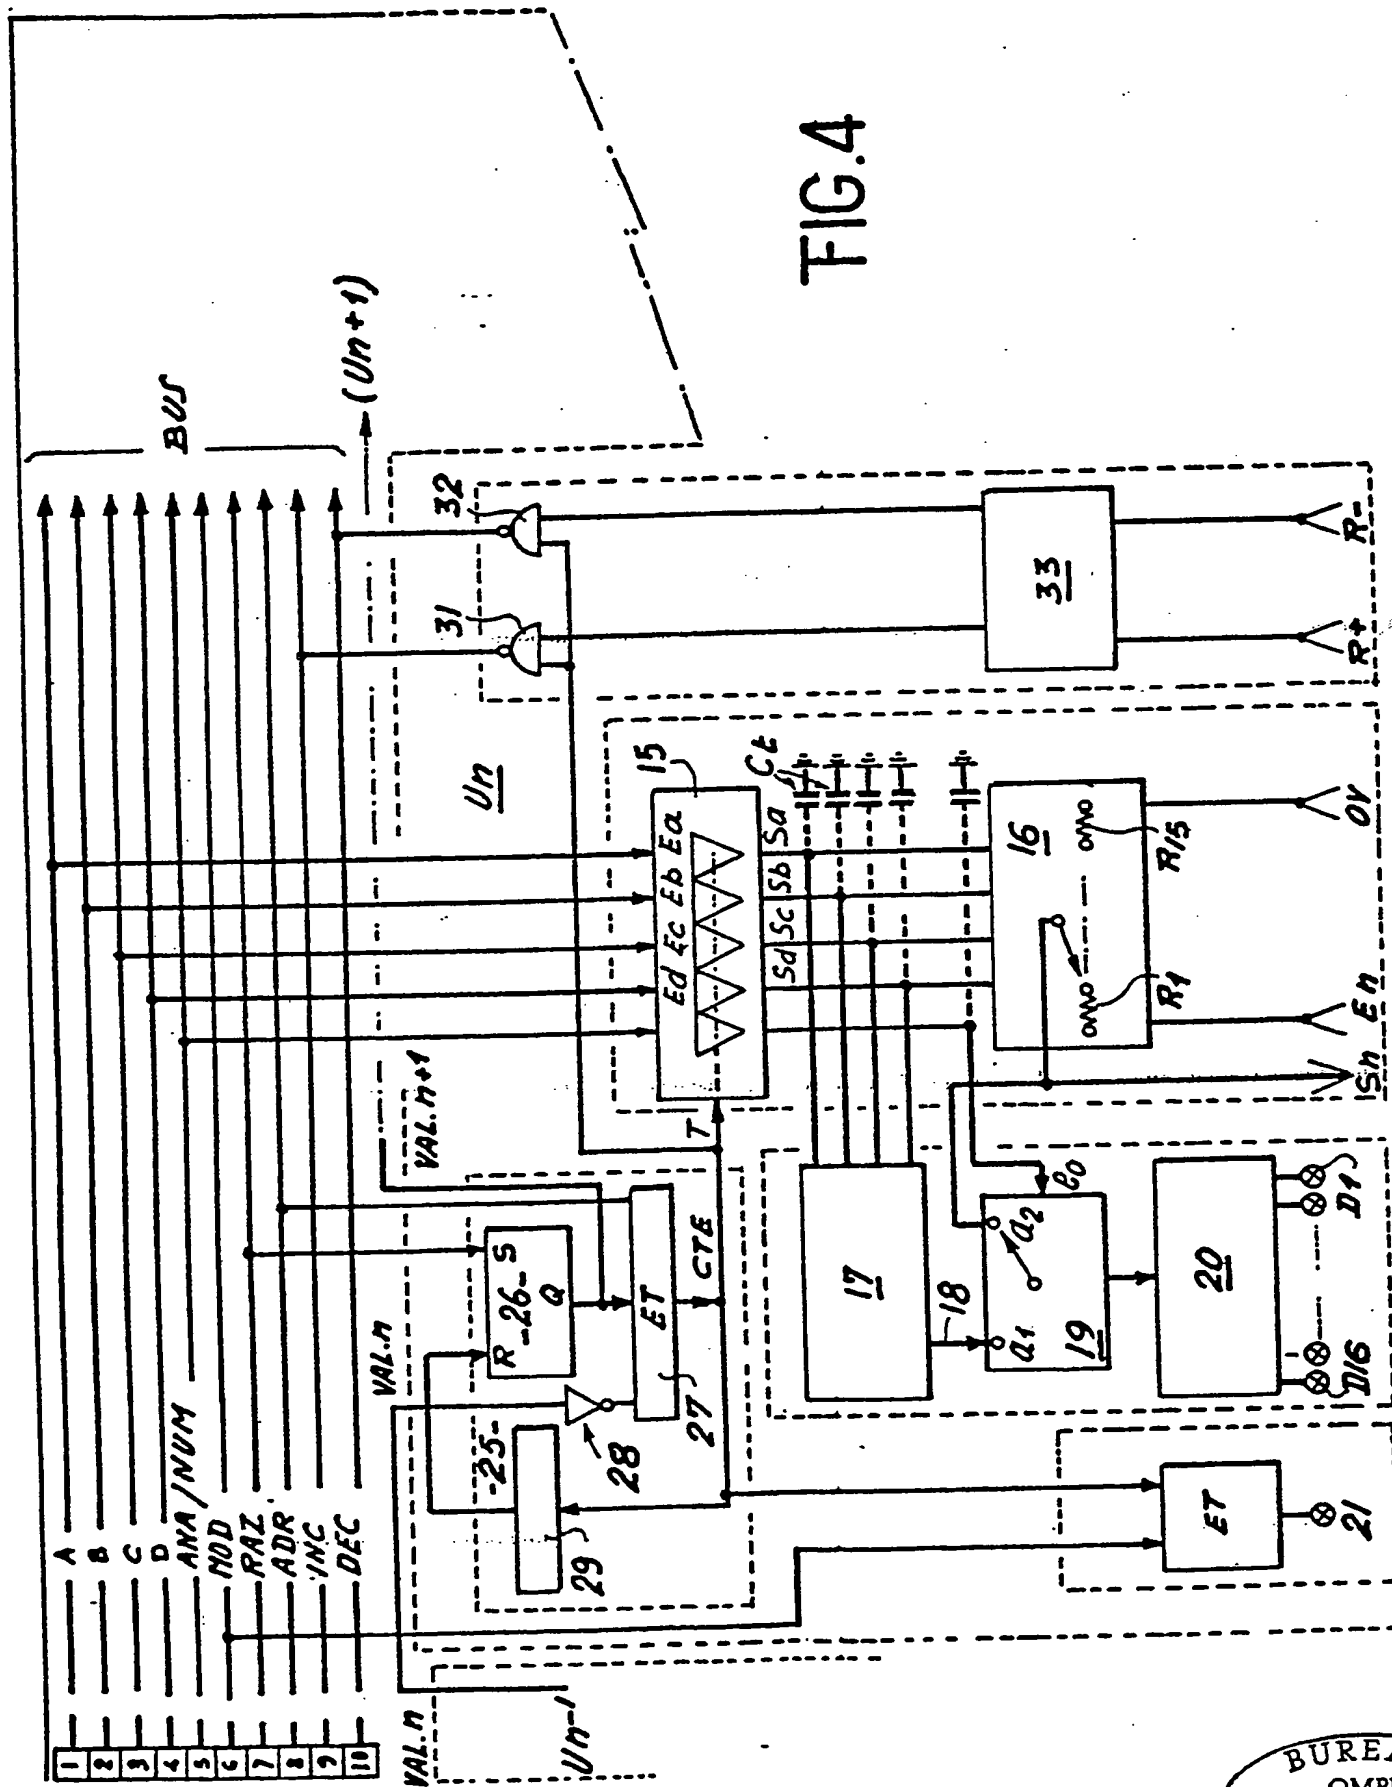 FIG.4
BUS
(Un+1)
1 A
2 B
3 C
4 D
5 ANA/NUM
6 MOD
7 RAZ
8 ADR
9 INC
10 DEC
VAL.n
Un-1
VAL.n
VAL.n+1
Un
-25-
29
28
R -26- S
Q
ET
27
CTE
T
15
Ed Ec Eb Ea
Sd Sc Sb Sa
Ct
31
32
33
R+
R-
16
R1
R15
Sn
En
OV
17
18
a1
a2
e0
19
20
D16
D1
ET
21